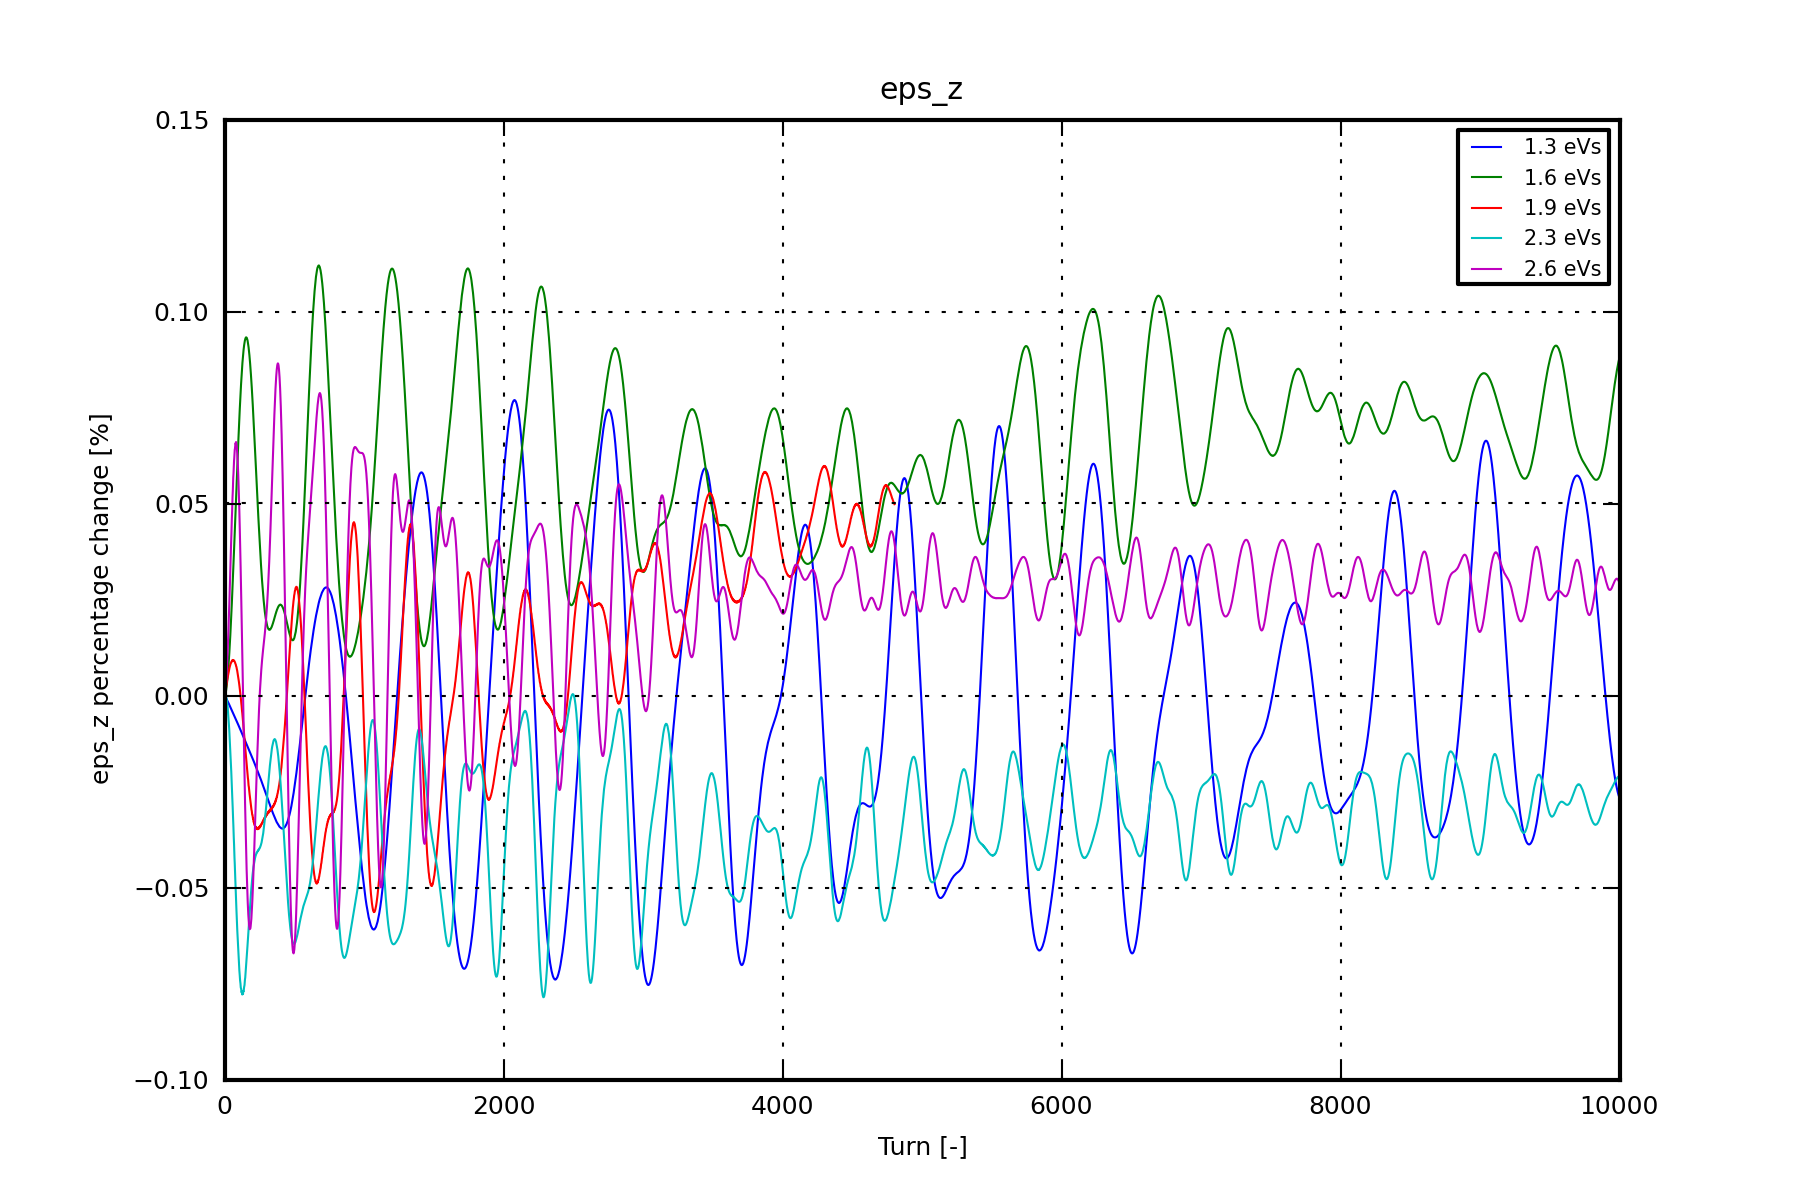 eps_z
0.15
0.10
0.05
0.00
−0.05
−0.10
eps_z percentage change [%]
1.3 eVs
1.6 eVs
1.9 eVs
2.3 eVs
2.6 eVs
0 2000 4000 6000 8000 10000
Turn [-]